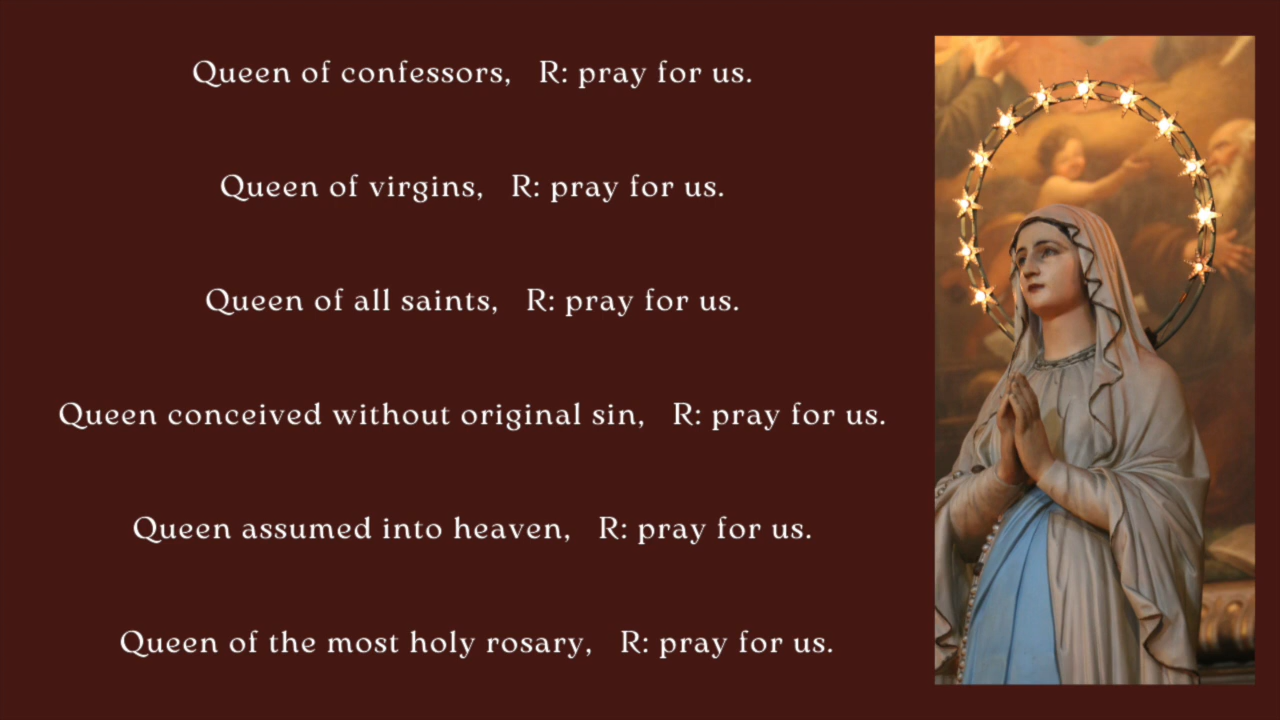 Queen of confessors, R: pray for us.
Queen of virgins, R: pray for us.
Queen of all saints, R: pray for us.
Queen conceived without original sin, R: pray for us.
Queen assumed into heaven, R: pray for us.
Queen of the most holy rosary, R: pray for us.